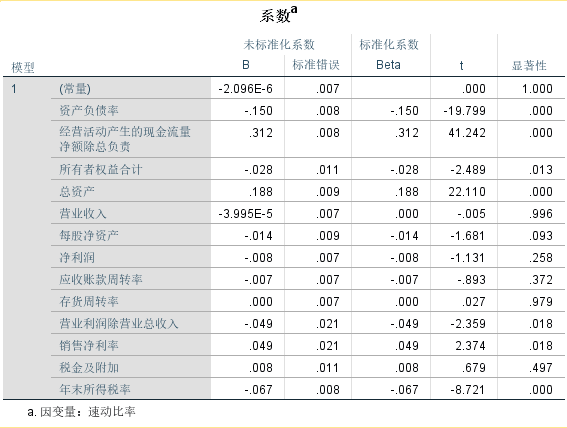 系数a
未标准化系数 标准化系数
模型 B 标准错误 Beta t 显著性
1 (常量) -2.096E-6 .007 .000 1.000
资产负债率 -.150 .008 -.150 -19.799 .000
经营活动产生的现金流量 .312 .008 .312 41.242 .000
净额除总负责
所有者权益合计 -.028 .011 -.028 -2.489 .013
总资产 .188 .009 .188 22.110 .000
营业收入 -3.995E-5 .007 .000 -.005 .996
每股净资产 -.014 .009 -.014 -1.681 .093
净利润 -.008 .007 -.008 -1.131 .258
应收账款周转率 -.007 .007 -.007 -.893 .372
存货周转率 .000 .007 .000 .027 .979
营业利润除营业总收入 -.049 .021 -.049 -2.359 .018
销售净利率 .049 .021 .049 2.374 .018
税金及附加 .008 .011 .008 .679 .497
年末所得税率 -.067 .008 -.067 -8.721 .000
a. 因变量：速动比率